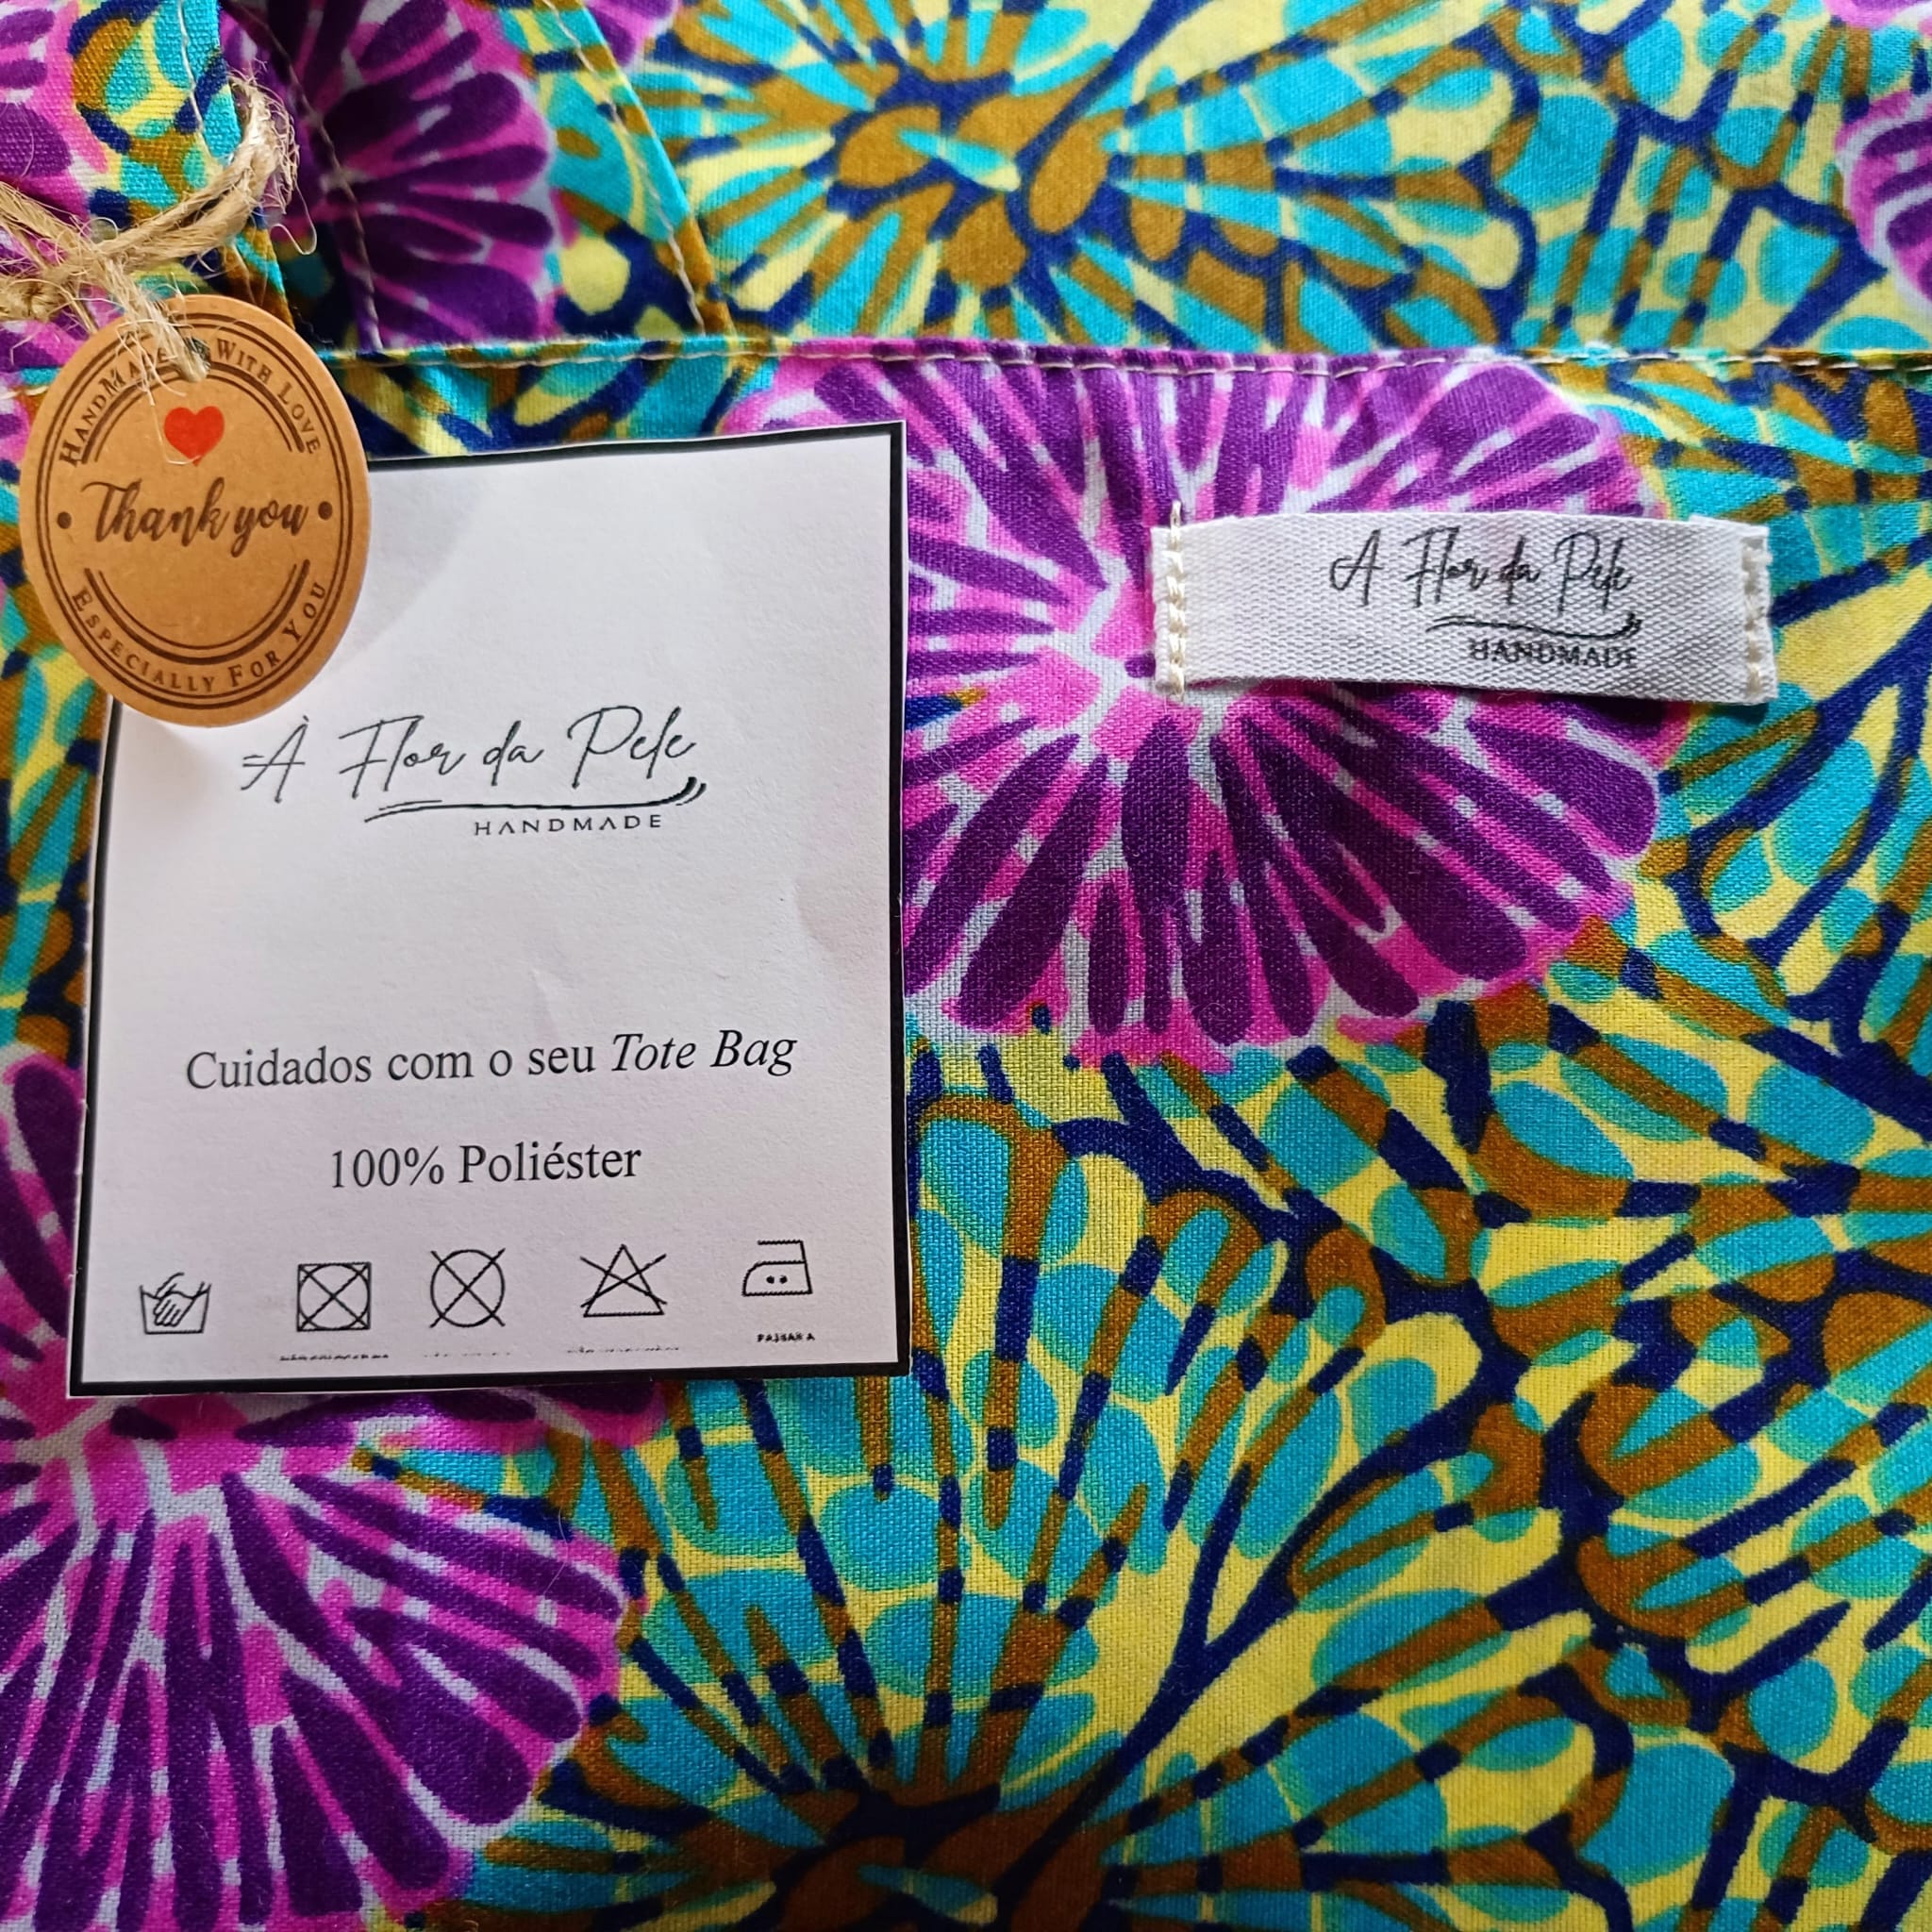 HANDMADE WITH LOVE
Thank you
ESPECIALLY FOR YOU
À Flor da Pele
HANDMADE
Cuidados com o seu Tote Bag
100% Poliéster
PASSAR A
A Flor da Pele
HANDMADE